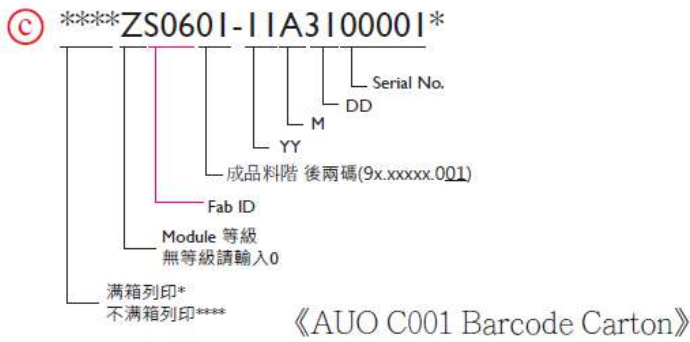 C ****ZS0601-11A3100001*
Serial No.
DD
M
YY
成品料階 後兩碼(9x.xxxxx.001)
Fab ID
Module 等級
無等級請輸入0
滿箱列印*
不滿箱列印****
《AUO C001 Barcode Carton》